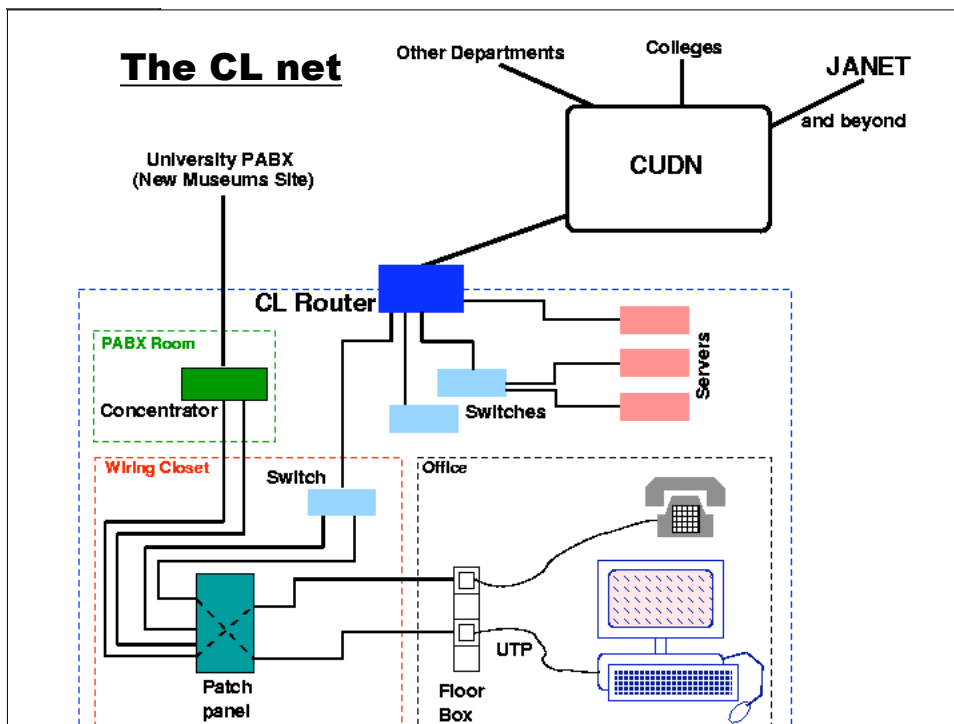 The CL net
Other Departments
Colleges
JANET
and beyond
CUDN
University PABX
(New Museums Site)
CL Router
PABX Room
Concentrator
Switches
Servers
Wiring Closet
Switch
Office
UTP
Patch
panel
Floor
Box